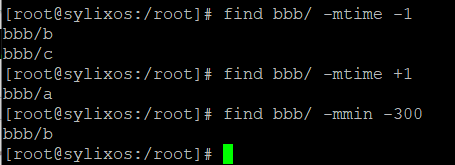 [root@sylixos:/root]# find bbb/ -mtime -1
bbb/b
bbb/c
[root@sylixos:/root]# find bbb/ -mtime +1
bbb/a
[root@sylixos:/root]# find bbb/ -mmin -300
bbb/b
[root@sylixos:/root]#